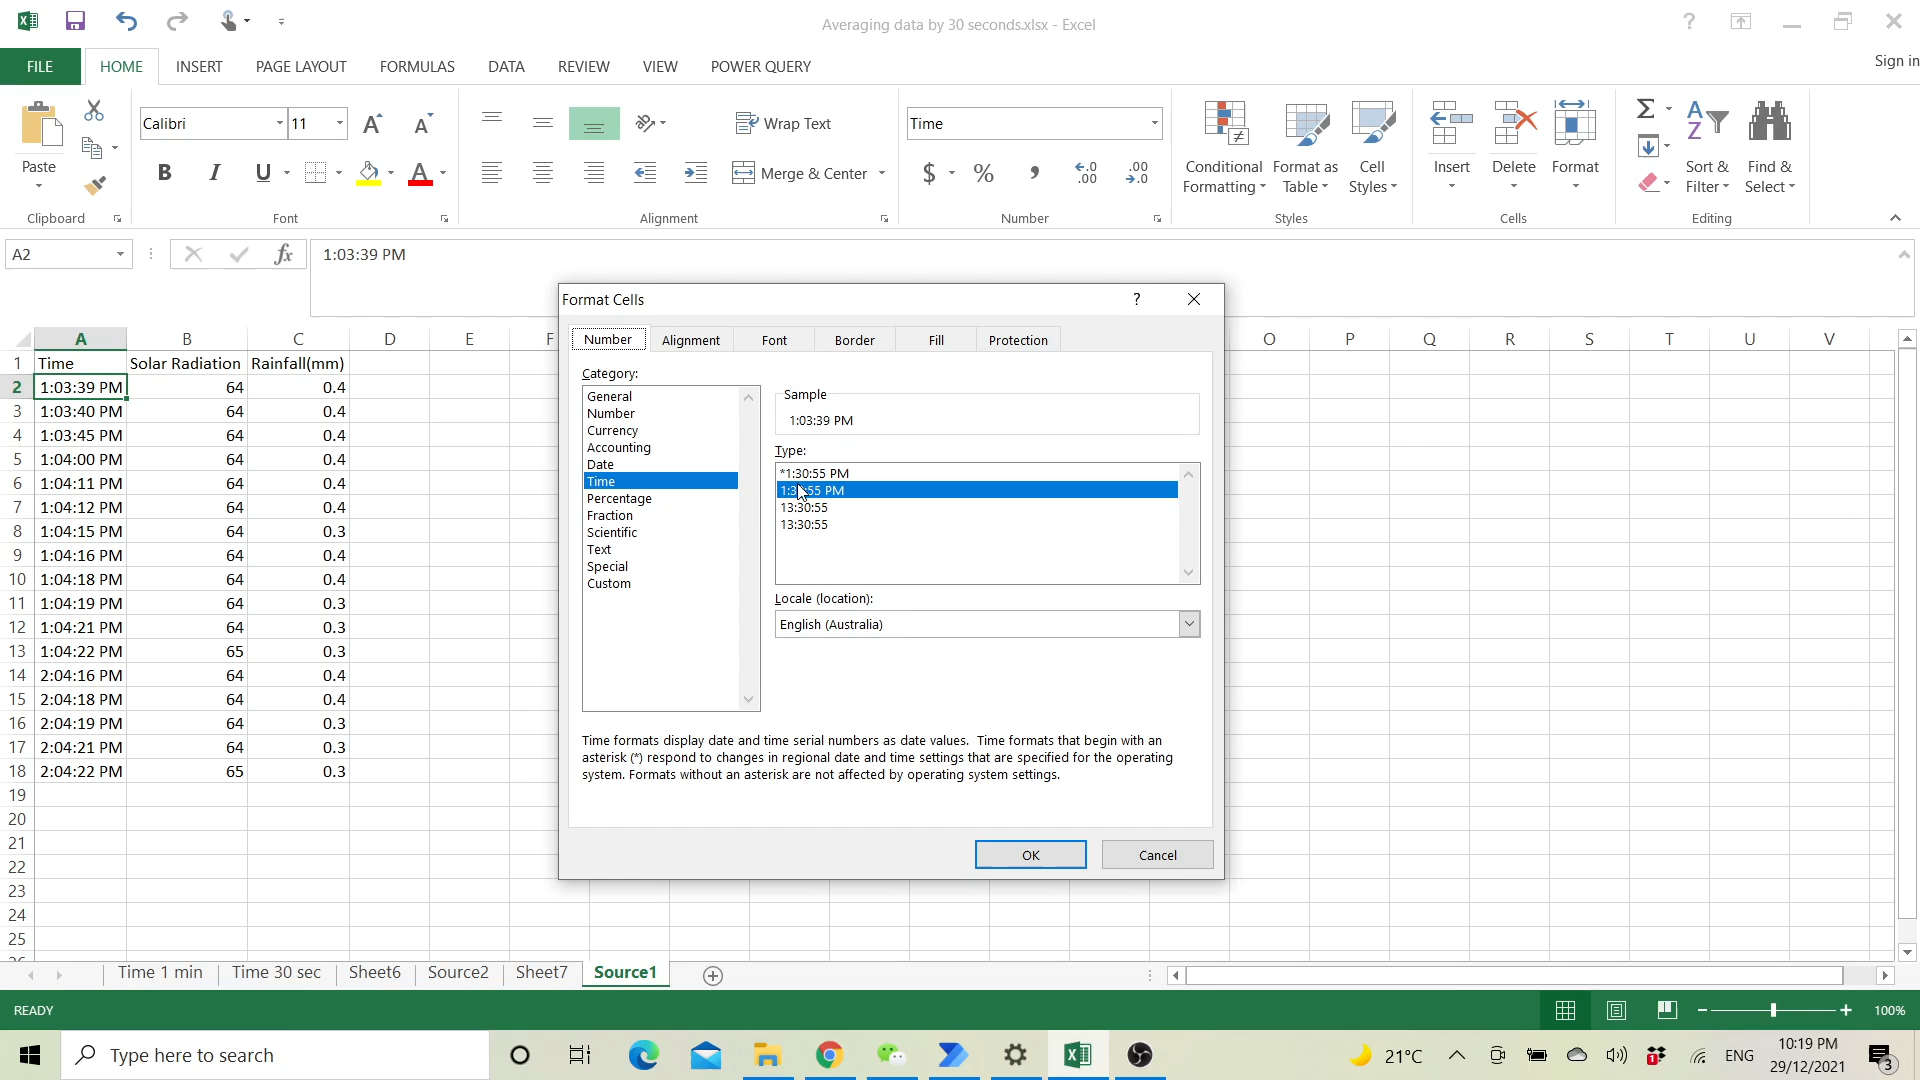 Averaging data by 30 seconds.xlsx - Excel
FILE HOME INSERT PAGE LAYOUT FORMULAS DATA REVIEW VIEW POWER QUERY Sign in
Calibri 11 Wrap Text Time
Paste B I U A Merge & Center $ % , .0 .00 .00 .0 Conditional Formatting Format as Table Cell Styles Insert Delete Format Sort & Filter Find & Select
Clipboard Font Alignment Number Styles Cells Editing
A2 fx 1:03:39 PM
Format Cells ?
Number Alignment Font Border Fill Protection
Category:
General
Number
Currency
Accounting
Date
Time
Percentage
Fraction
Scientific
Text
Special
Custom
Sample
1:03:39 PM
Type:
*1:30:55 PM
1:30:55 PM
13:30:55
13:30:55
Locale (location):
English (Australia)
Time formats display date and time serial numbers as date values. Time formats that begin with an
asterisk (*) respond to changes in regional date and time settings that are specified for the operating
system. Formats without an asterisk are not affected by operating system settings.
OK Cancel
A B C D E F O P Q R S T U V
1 Time Solar Radiation Rainfall(mm)
2 1:03:39 PM 64 0.4
3 1:03:40 PM 64 0.4
4 1:03:45 PM 64 0.4
5 1:04:00 PM 64 0.4
6 1:04:11 PM 64 0.4
7 1:04:12 PM 64 0.4
8 1:04:15 PM 64 0.3
9 1:04:16 PM 64 0.4
10 1:04:18 PM 64 0.4
11 1:04:19 PM 64 0.3
12 1:04:21 PM 64 0.3
13 1:04:22 PM 65 0.3
14 2:04:16 PM 64 0.4
15 2:04:18 PM 64 0.4
16 2:04:19 PM 64 0.3
17 2:04:21 PM 64 0.3
18 2:04:22 PM 65 0.3
19
20
21
22
23
24
25
Time 1 min Time 30 sec Sheet6 Source2 Sheet7 Source1
READY 100%
Type here to search 21°C ENG 10:19 PM
29/12/2021 3